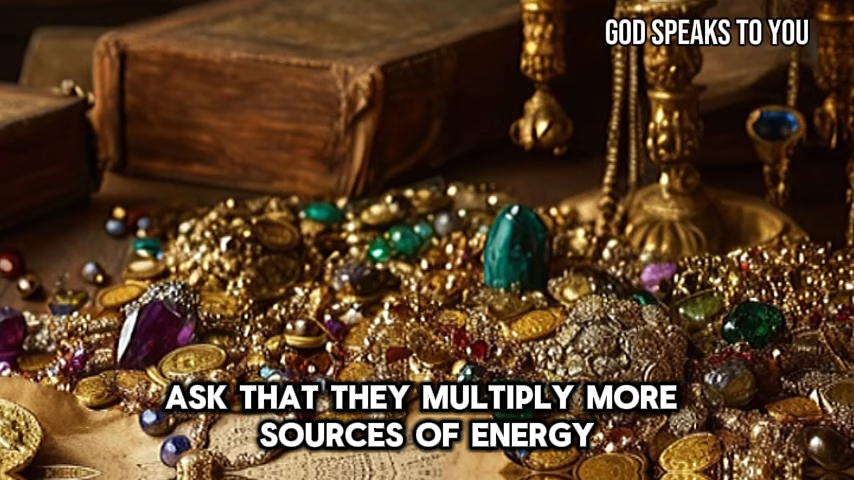 GOD SPEAKS TO YOU
ASK THAT THEY MULTIPLY MORE
SOURCES OF ENERGY